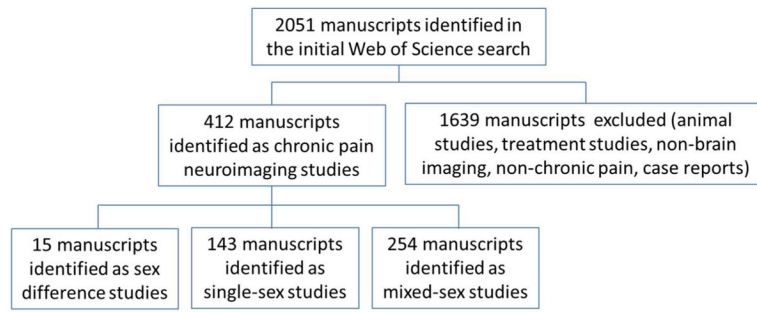 2051 manuscripts identified in
the initial Web of Science search
412 manuscripts
identified as chronic pain
neuroimaging studies
1639 manuscripts excluded (animal
studies, treatment studies, non-brain
imaging, non-chronic pain, case reports)
15 manuscripts
identified as sex
difference studies
143 manuscripts
identified as
single-sex studies
254 manuscripts
identified as
mixed-sex studies